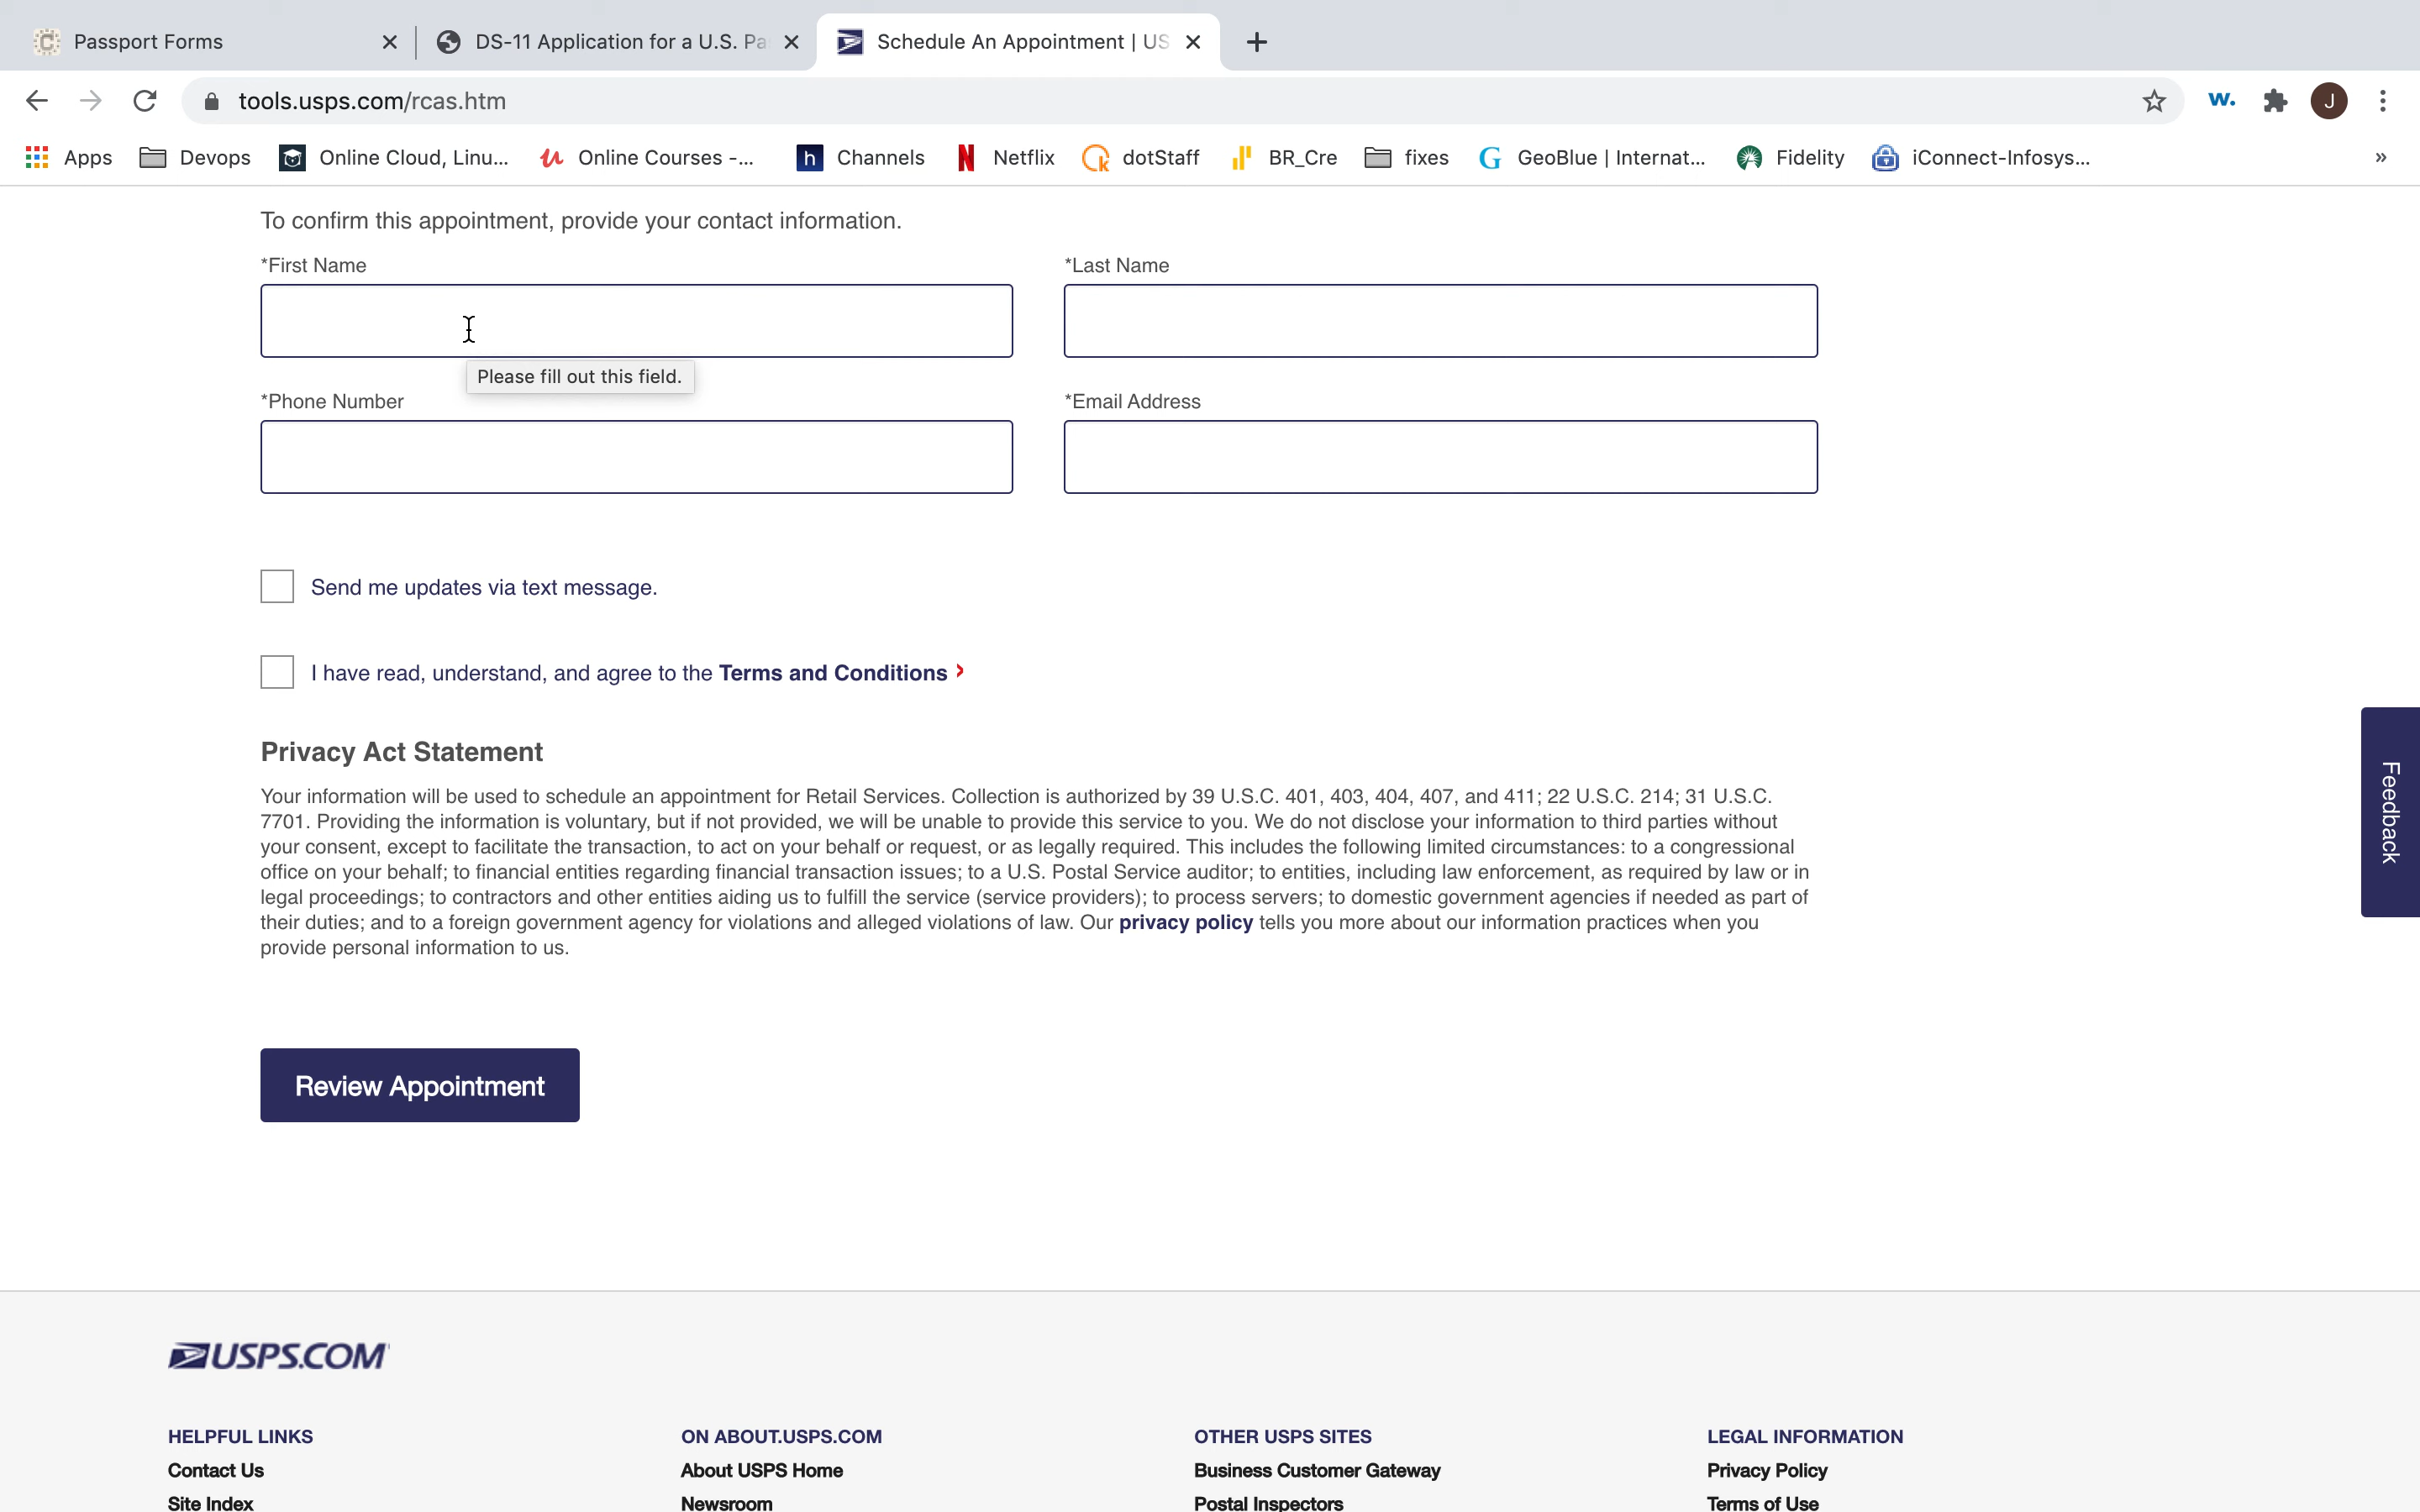 Passport Forms
DS-11 Application for a U.S. Pa
Schedule An Appointment | US
tools.usps.com/rcas.htm
w.
J
Apps
Devops
Online Cloud, Linu...
Online Courses -...
h
Channels
Netflix
dotStaff
BR_Cre
fixes
GeoBlue | Internat...
Fidelity
iConnect-Infosys...
»
To confirm this appointment, provide your contact information.
*First Name
*Last Name
Please fill out this field.
*Phone Number
*Email Address
Send me updates via text message.
I have read, understand, and agree to the Terms and Conditions ›
Privacy Act Statement
Your information will be used to schedule an appointment for Retail Services. Collection is authorized by 39 U.S.C. 401, 403, 404, 407, and 411; 22 U.S.C. 214; 31 U.S.C.
7701. Providing the information is voluntary, but if not provided, we will be unable to provide this service to you. We do not disclose your information to third parties without
your consent, except to facilitate the transaction, to act on your behalf or request, or as legally required. This includes the following limited circumstances: to a congressional
office on your behalf; to financial entities regarding financial transaction issues; to a U.S. Postal Service auditor; to entities, including law enforcement, as required by law or in
legal proceedings; to contractors and other entities aiding us to fulfill the service (service providers); to process servers; to domestic government agencies if needed as part of
their duties; and to a foreign government agency for violations and alleged violations of law. Our privacy policy tells you more about our information practices when you
provide personal information to us.
Feedback
Review Appointment
USPS.COM
HELPFUL LINKS
Contact Us
Site Index
ON ABOUT.USPS.COM
About USPS Home
Newsroom
OTHER USPS SITES
Business Customer Gateway
Postal Inspectors
LEGAL INFORMATION
Privacy Policy
Terms of Use